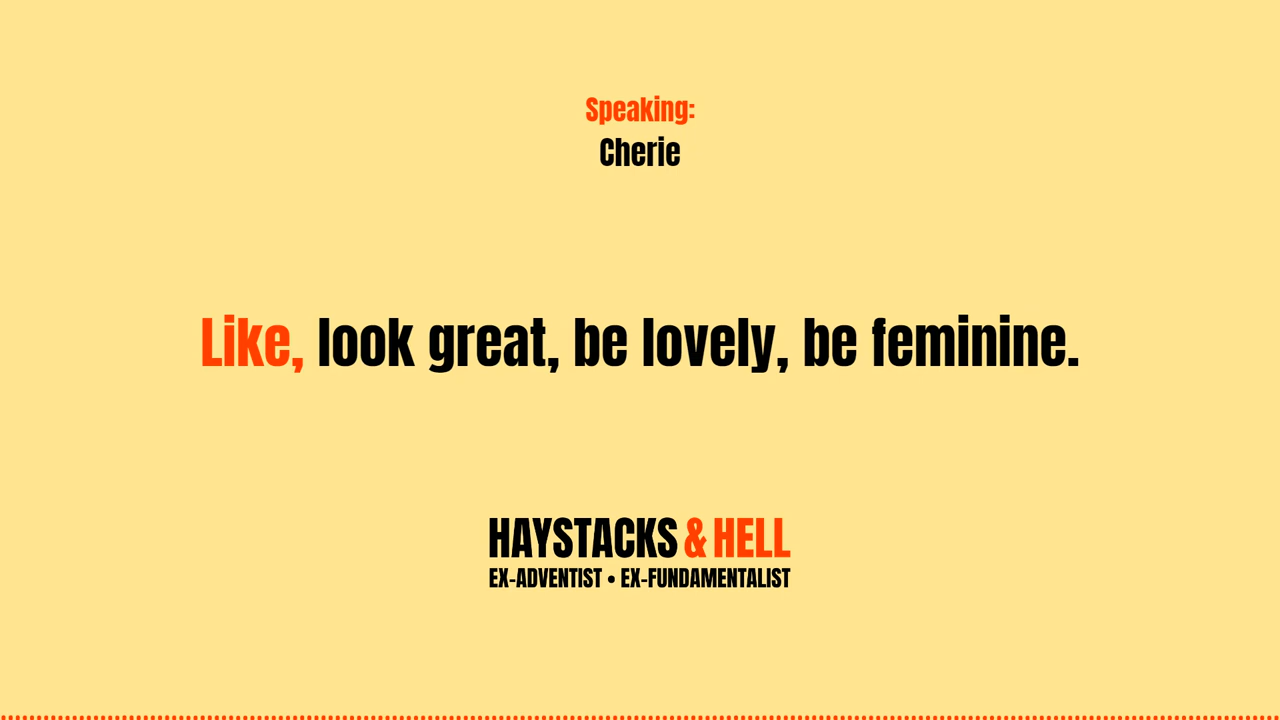 Speaking:
Cherie
Like, look great, be lovely, be feminine.
HAYSTACKS & HELL
EX-ADVENTIST • EX-FUNDAMENTALIST